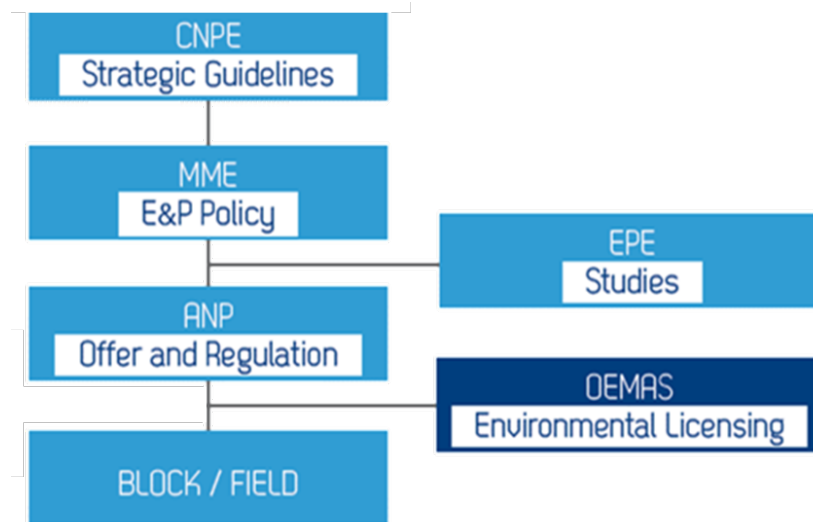 CNPE
Strategic Guidelines
MME
E&P Policy
EPE
Studies
ANP
Offer and Regulation
OEMAS
Environmental Licensing
BLOCK / FIELD